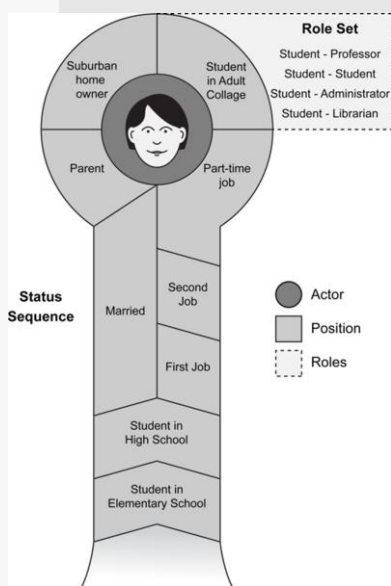 Role Set
Student - Professor
Student - Student
Student - Administrator
Student - Librarian
Suburban
home
owner
Student
in Adult
Collage
Parent
Part-time
job
Status
Sequence
Married
Second
Job
First Job
Student in
High School
Student in
Elementary School
Actor
Position
Roles